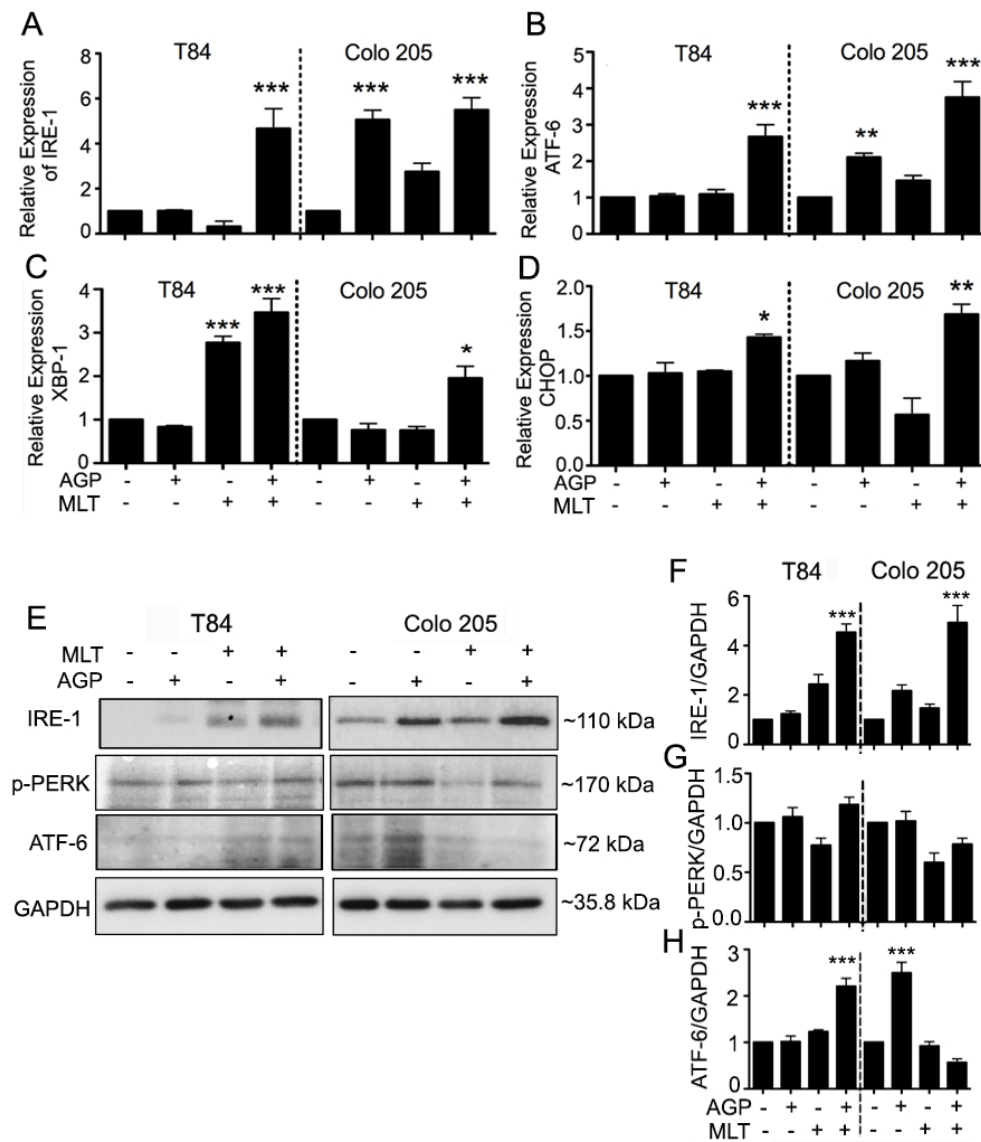 A
T84
Colo 205
Relative Expression
of IRE-1
8
6
4
2
0
***
***
***
B
T84
Colo 205
Relative Expression
ATF-6
5
4
3
2
1
0
***
**
***
C
T84
Colo 205
Relative Expression
XBP-1
4
3
2
1
0
***
***
*
AGP - + - + - + - +
MLT - - + + - - + +
D
T84
Colo 205
Relative Expression
CHOP
2.0
1.5
1.0
0.5
0.0
*
**
AGP - + - + - + - +
MLT - - + + - - + +
E
T84
Colo 205
MLT - - + + - - + +
AGP - + - + - + - +
IRE-1
~110 kDa
p-PERK
~170 kDa
ATF-6
~72 kDa
GAPDH
~35.8 kDa
F
T84
Colo 205
IRE-1/GAPDH
6
4
2
0
***
***
G
p-PERK/GAPDH
1.5
1.0
0.5
0.0
H
ATF-6/GAPDH
3
2
1
0
***
***
AGP - + - + - + - +
MLT - - + + - - + +